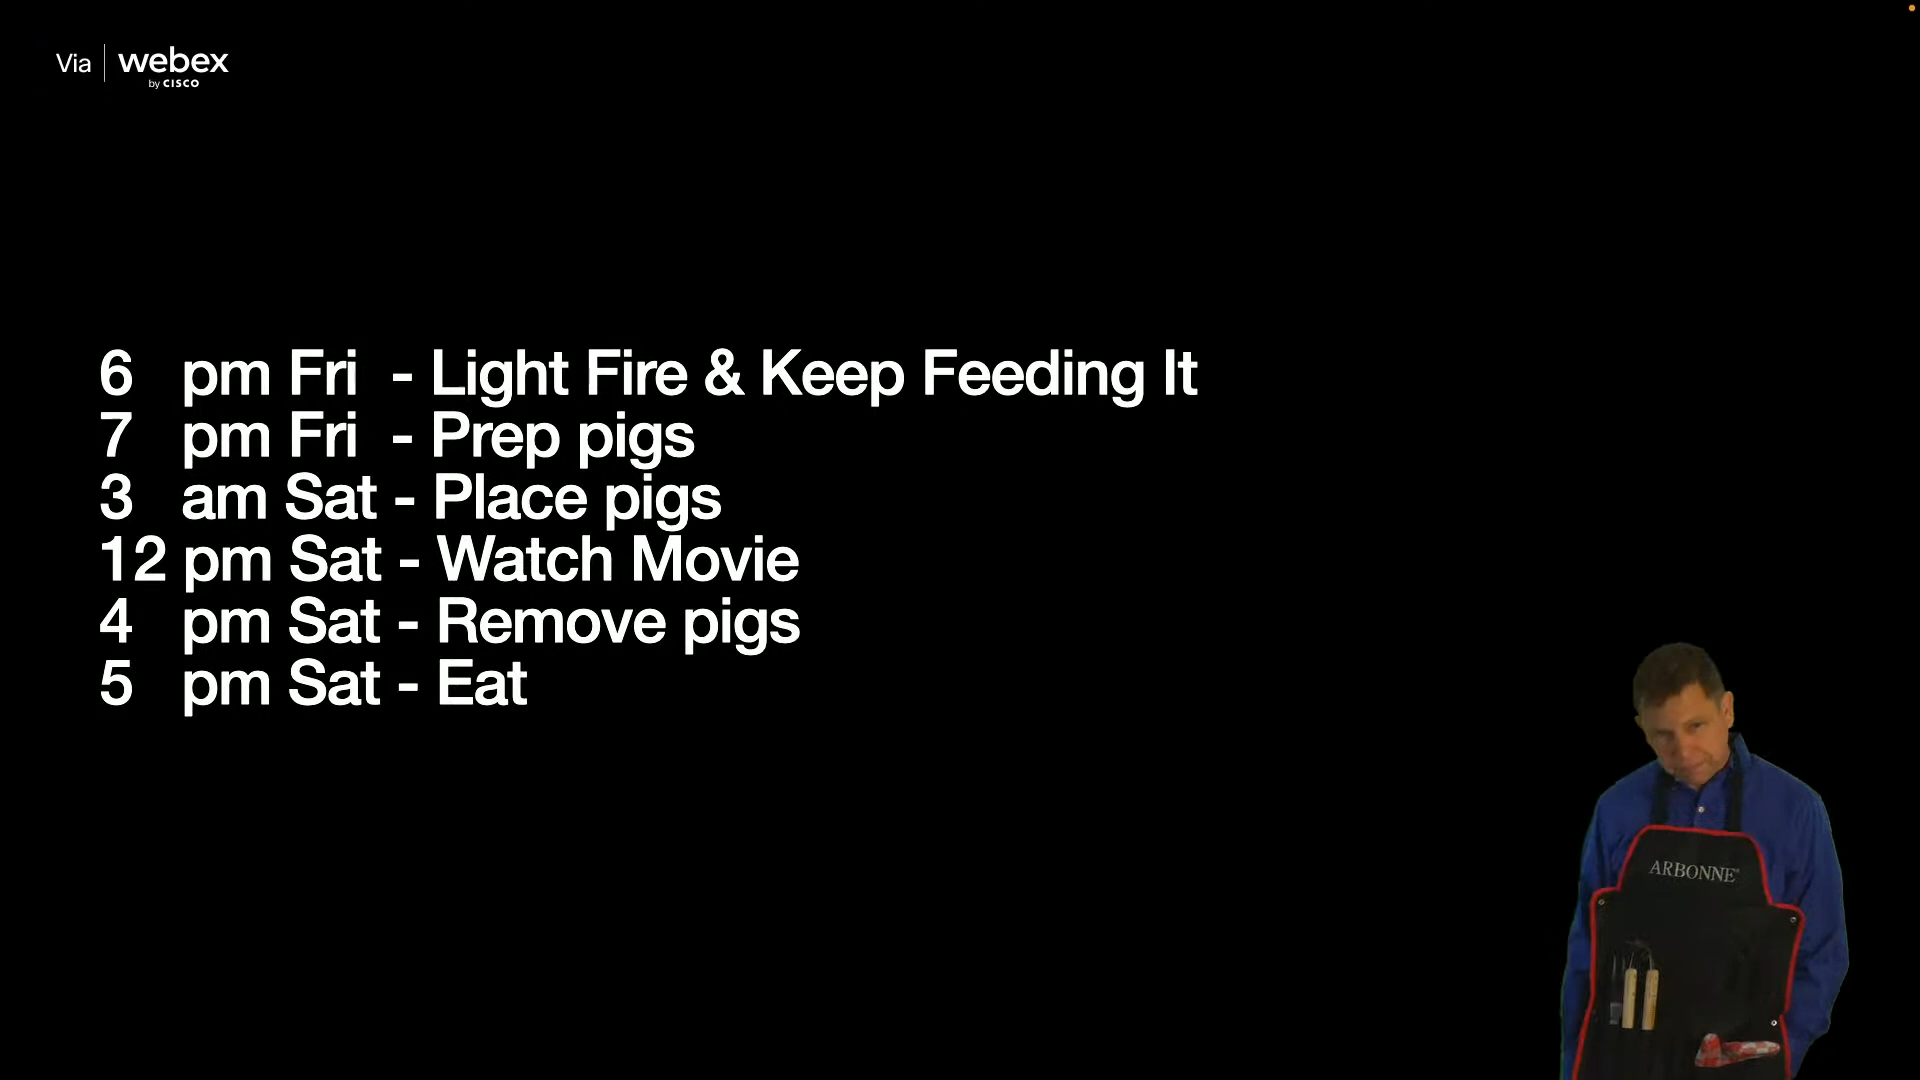 Via webex
by CISCO
6 pm Fri - Light Fire & Keep Feeding It
7 pm Fri - Prep pigs
3 am Sat - Place pigs
12 pm Sat - Watch Movie
4 pm Sat - Remove pigs
5 pm Sat - Eat
ARBONNE